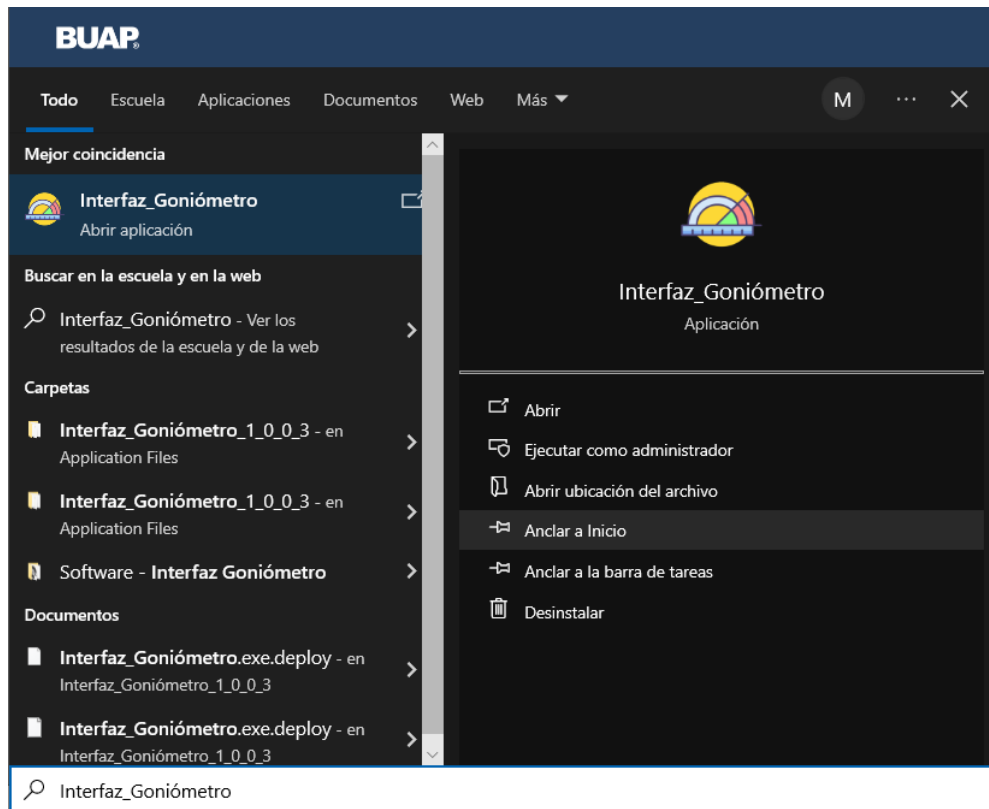 BUAP®
Todo Escuela Aplicaciones Documentos Web Más M ... 
Mejor coincidencia
Interfaz_Goniómetro
Abrir aplicación
Buscar en la escuela y en la web
Interfaz_Goniómetro - Ver los
resultados de la escuela y de la web
Carpetas
Interfaz_Goniómetro_1_0_0_3 - en
Application Files
Interfaz_Goniómetro_1_0_0_3 - en
Application Files
Software - Interfaz Goniómetro
Documentos
Interfaz_Goniómetro.exe.deploy - en
Interfaz_Goniómetro_1_0_0_3
Interfaz_Goniómetro.exe.deploy - en
Interfaz_Goniómetro_1_0_0_3
Interfaz_Goniómetro
Aplicación
Abrir
Ejecutar como administrador
Abrir ubicación del archivo
Anclar a Inicio
Anclar a la barra de tareas
Desinstalar
Interfaz_Goniómetro